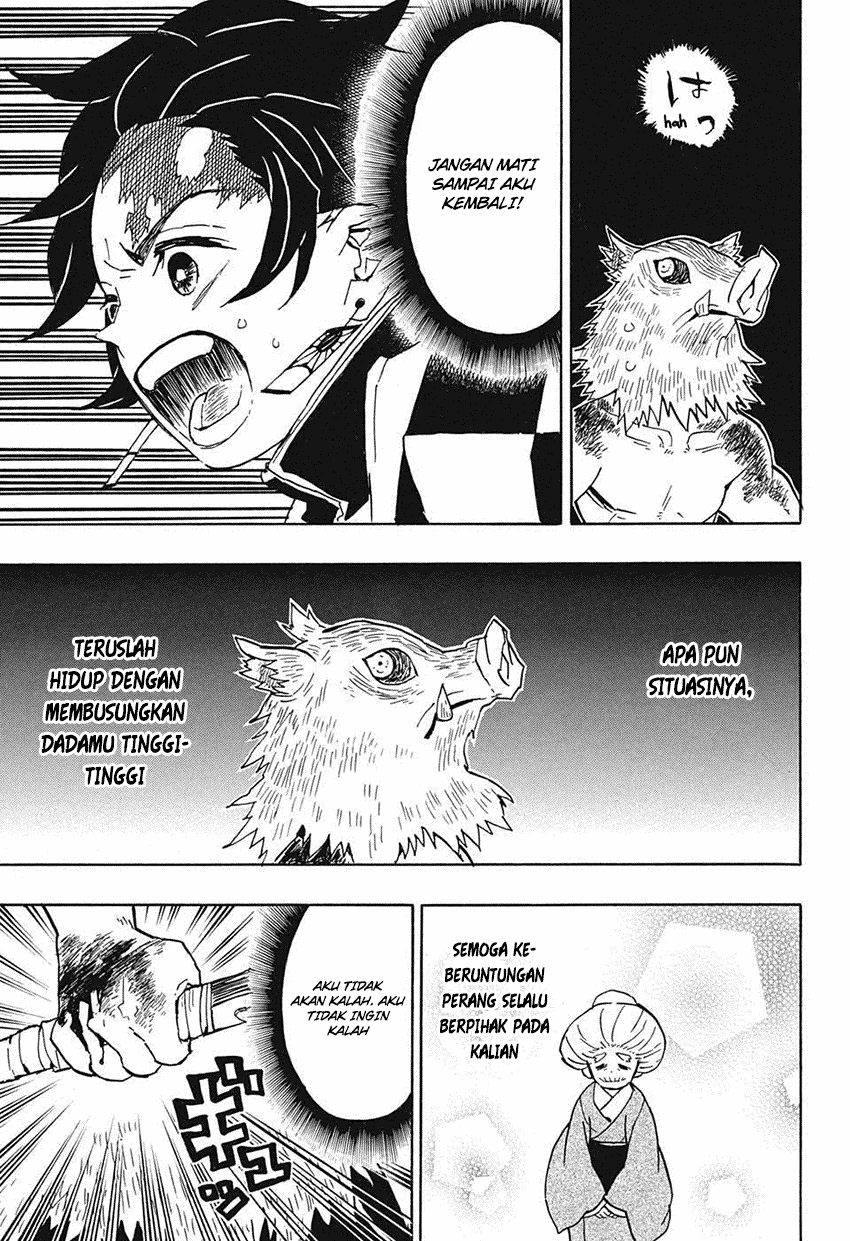 はっ
hah
JANGAN MATI
SAMPAI AKU
KEMBALI!
APA PUN
SITUASINYA,
TERUSLAH
HIDUP DENGAN
MEMBUSUNGKAN
DADAMU TINGGI-
TINGGI
SEMOGA KE-
BERUNTUNGAN
PERANG SELALU
BERPIHAK PADA
KALIAN
AKU TIDAK
AKAN KALAH. AKU
TIDAK INGIN
KALAH